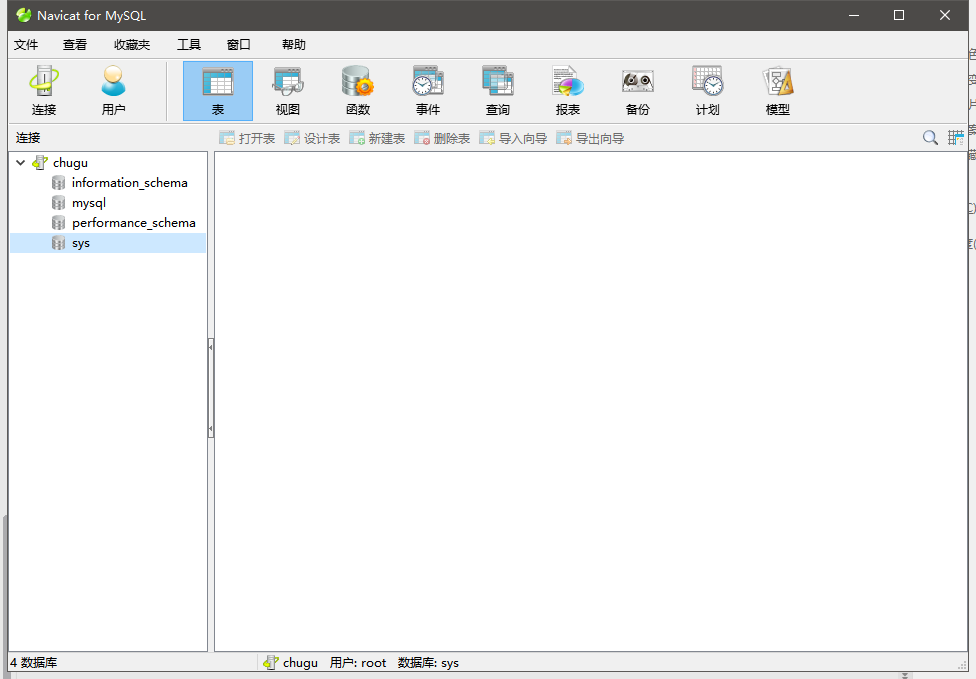 Navicat for MySQL
文件 查看 收藏夹 工具 窗口 帮助
连接 用户 表 视图 函数 事件 查询 报表 备份 计划 模型
连接 打开表 设计表 新建表 删除表 导入向导 导出向导
chugu
information_schema
mysql
performance_schema
sys
4 数据库 chugu 用户: root 数据库: sys